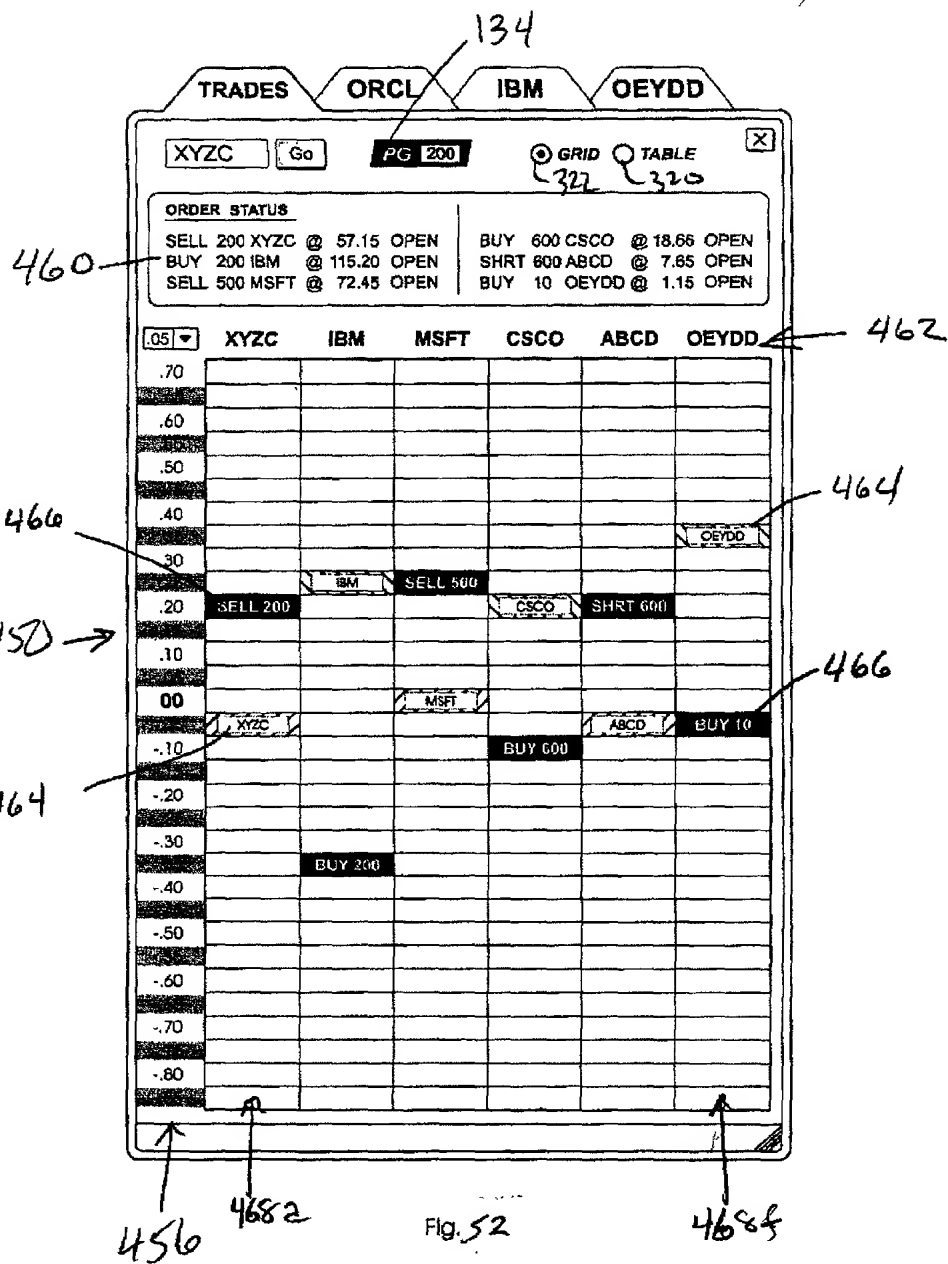 134
TRADES ORCL IBM OEYDD
XYZC Go PG 200 GRID TABLE X
322 320
ORDER STATUS
SELL 200 XYZC @ 57.15 OPEN BUY 600 CSCO @ 18.65 OPEN
460 BUY 200 IBM @ 115.20 OPEN SHRT 600 ABCD @ 7.65 OPEN
SELL 500 MSFT @ 72.45 OPEN BUY 10 OEYDD @ 1.15 OPEN
.05 XYZC IBM MSFT CSCO ABCD OEYDD 462
.70
.60
.50
464
.40
466 OEYDD
.30
IBM SELL 500
.20 SELL 200 CSCO SHRT 600
450
.10
466
00 MSFT
XYZC ABCD BUY 10
-.10 BUY 600
464
-.20
-.30
BUY 200
-.40
-.50
-.60
-.70
-.80
456 468a Fig. 52 468f